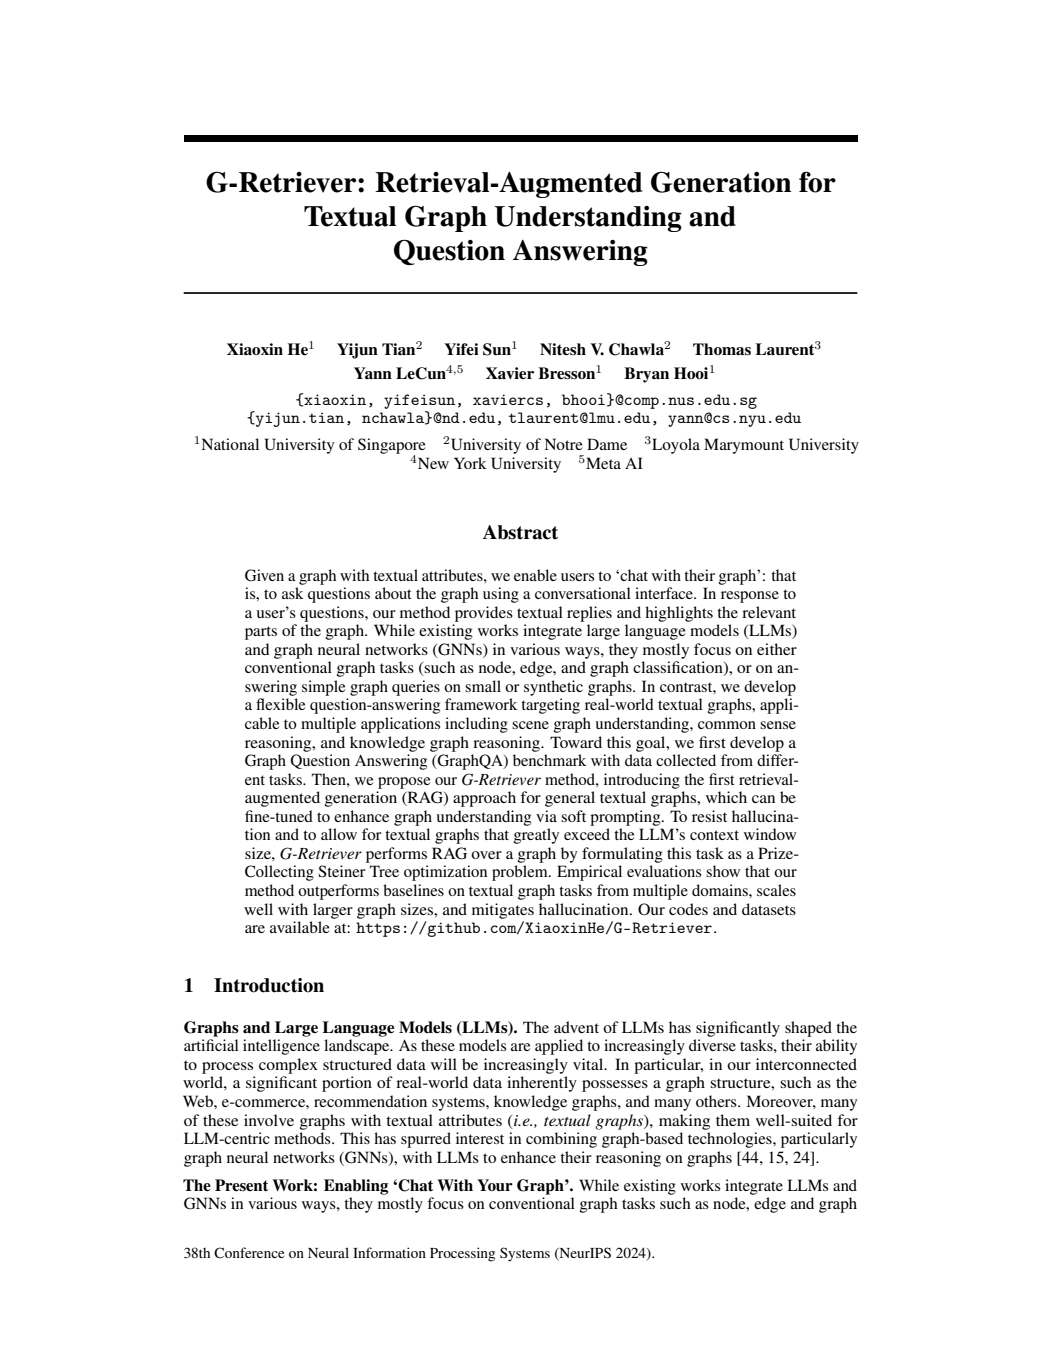 G-Retriever: Retrieval-Augmented Generation for
Textual Graph Understanding and
Question Answering
Xiaoxin He¹ Yijun Tian² Yifei Sun¹ Nitesh V. Chawla² Thomas Laurent³
Yann LeCun⁴,⁵ Xavier Bresson¹ Bryan Hooi¹
{xiaoxin, yifeisun, xaviercs, bhooi}@comp.nus.edu.sg
{yijun.tian, nchawla}@nd.edu, tlaurent@lmu.edu, yann@cs.nyu.edu
¹National University of Singapore ²University of Notre Dame ³Loyola Marymount University
⁴New York University ⁵Meta AI
Abstract
Given a graph with textual attributes, we enable users to ‘chat with their graph’: that
is, to ask questions about the graph using a conversational interface. In response to
a user’s questions, our method provides textual replies and highlights the relevant
parts of the graph. While existing works integrate large language models (LLMs)
and graph neural networks (GNNs) in various ways, they mostly focus on either
conventional graph tasks (such as node, edge, and graph classification), or on an-
swering simple graph queries on small or synthetic graphs. In contrast, we develop
a flexible question-answering framework targeting real-world textual graphs, appli-
cable to multiple applications including scene graph understanding, common sense
reasoning, and knowledge graph reasoning. Toward this goal, we first develop a
Graph Question Answering (GraphQA) benchmark with data collected from differ-
ent tasks. Then, we propose our G-Retriever method, introducing the first retrieval-
augmented generation (RAG) approach for general textual graphs, which can be
fine-tuned to enhance graph understanding via soft prompting. To resist hallucina-
tion and to allow for textual graphs that greatly exceed the LLM’s context window
size, G-Retriever performs RAG over a graph by formulating this task as a Prize-
Collecting Steiner Tree optimization problem. Empirical evaluations show that our
method outperforms baselines on textual graph tasks from multiple domains, scales
well with larger graph sizes, and mitigates hallucination. Our codes and datasets
are available at: https://github.com/XiaoxinHe/G-Retriever.
1 Introduction
Graphs and Large Language Models (LLMs). The advent of LLMs has significantly shaped the
artificial intelligence landscape. As these models are applied to increasingly diverse tasks, their ability
to process complex structured data will be increasingly vital. In particular, in our interconnected
world, a significant portion of real-world data inherently possesses a graph structure, such as the
Web, e-commerce, recommendation systems, knowledge graphs, and many others. Moreover, many
of these involve graphs with textual attributes (i.e., textual graphs), making them well-suited for
LLM-centric methods. This has spurred interest in combining graph-based technologies, particularly
graph neural networks (GNNs), with LLMs to enhance their reasoning on graphs [44, 15, 24].
The Present Work: Enabling ‘Chat With Your Graph’. While existing works integrate LLMs and
GNNs in various ways, they mostly focus on conventional graph tasks such as node, edge and graph
38th Conference on Neural Information Processing Systems (NeurIPS 2024).